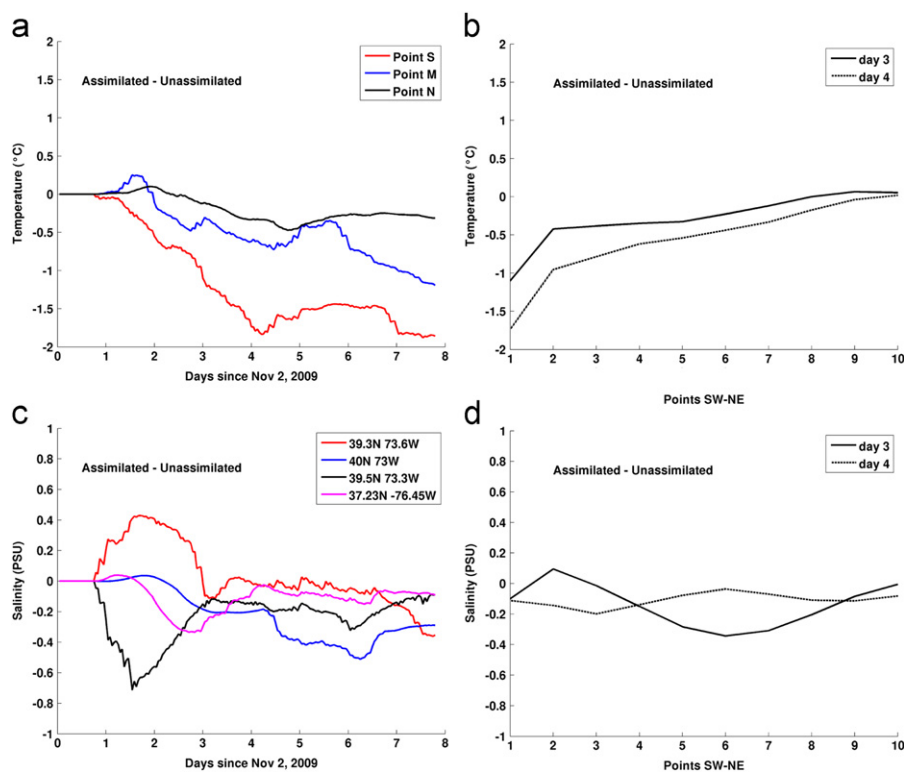 a
Point S
Point M
Point N
Assimilated - Unassimilated
2
1.5
1
0.5
0
-0.5
-1
-1.5
-2
Temperature (°C)
0 1 2 3 4 5 6 7 8
Days since Nov 2, 2009
b
day 3
day 4
Assimilated - Unassimilated
2
1.5
1
0.5
0
-0.5
-1
-1.5
-2
Temperature (°C)
1 2 3 4 5 6 7 8 9 10
Points SW-NE
c
39.3N 73.6W
40N 73W
39.5N 73.3W
37.23N -76.45W
Assimilated - Unassimilated
1
0.8
0.6
0.4
0.2
0
-0.2
-0.4
-0.6
-0.8
-1
Salinity (PSU)
0 1 2 3 4 5 6 7 8
Days since Nov 2, 2009
d
day 3
day 4
Assimilated - Unassimilated
1
0.8
0.6
0.4
0.2
0
-0.2
-0.4
-0.6
-0.8
-1
Salinity (PSU)
1 2 3 4 5 6 7 8 9 10
Points SW-NE